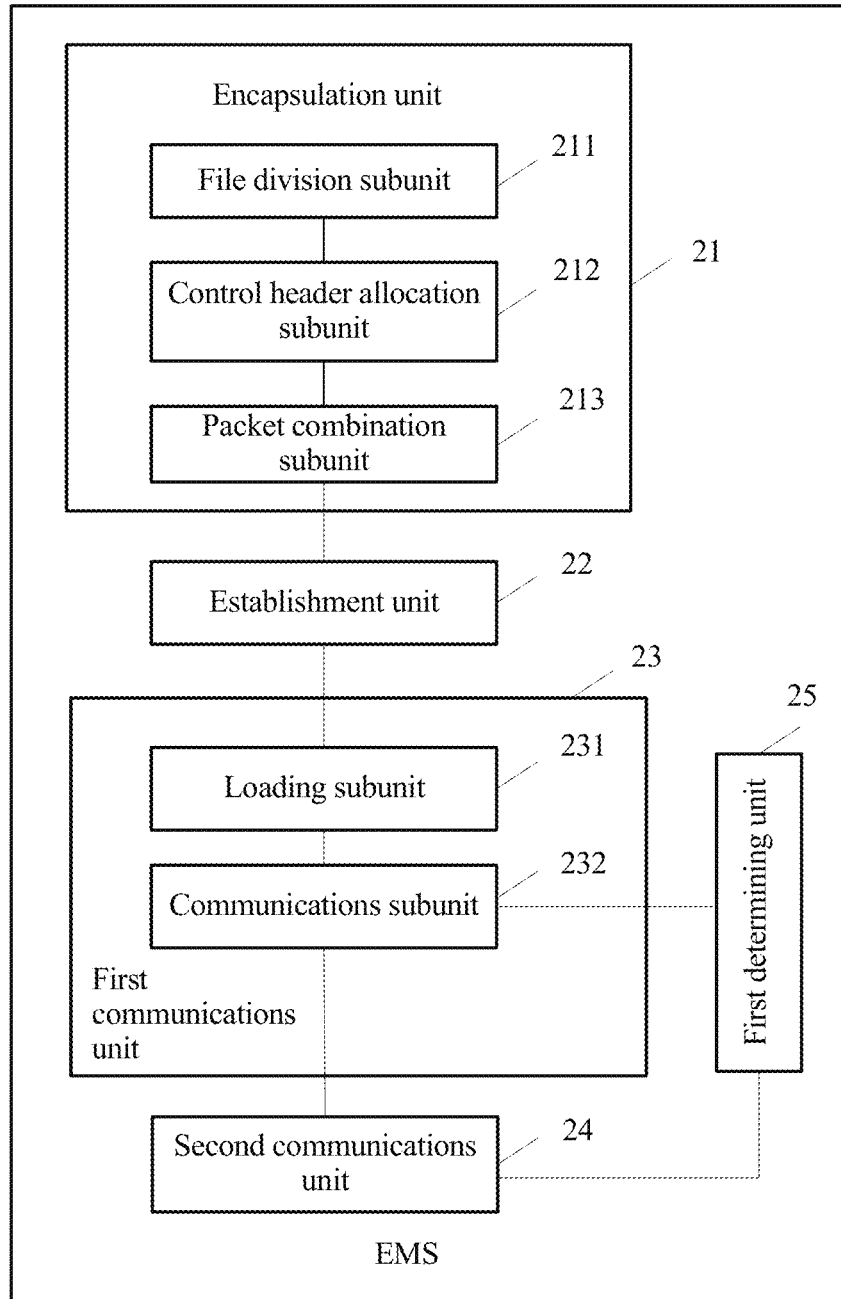 Encapsulation unit
211
File division subunit
21
212
Control header allocation
subunit
213
Packet combination
subunit
22
Establishment unit
23
25
231
Loading subunit
232
Communications subunit
First determining unit
First
communications
unit
24
Second communications
unit
EMS